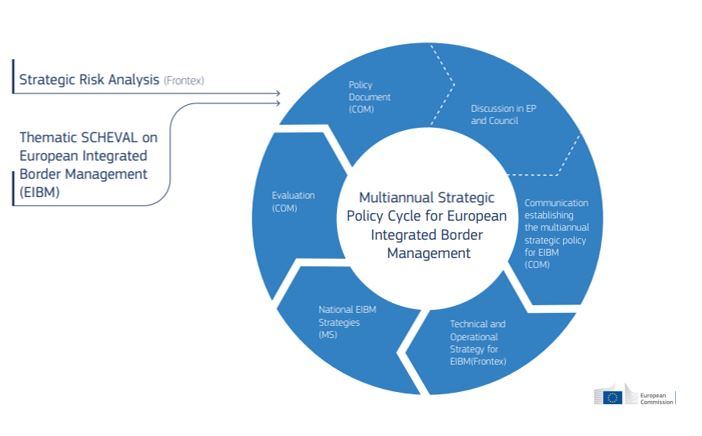 Strategic Risk Analysis (Frontex)
Thematic SCHEVAL on
European Integrated
Border Management
(EIBM)
Policy
Document
(COM)
Discussion in EP
and Council
Communication
establishing
the multiannual
strategic policy
for EIBM
(COM)
Technical and
Operational
Strategy for
EIBM(Frontex)
National EIBM
Strategies
(MS)
Evaluation
(COM)
Multiannual Strategic
Policy Cycle for European
Integrated Border
Management
European
Commission